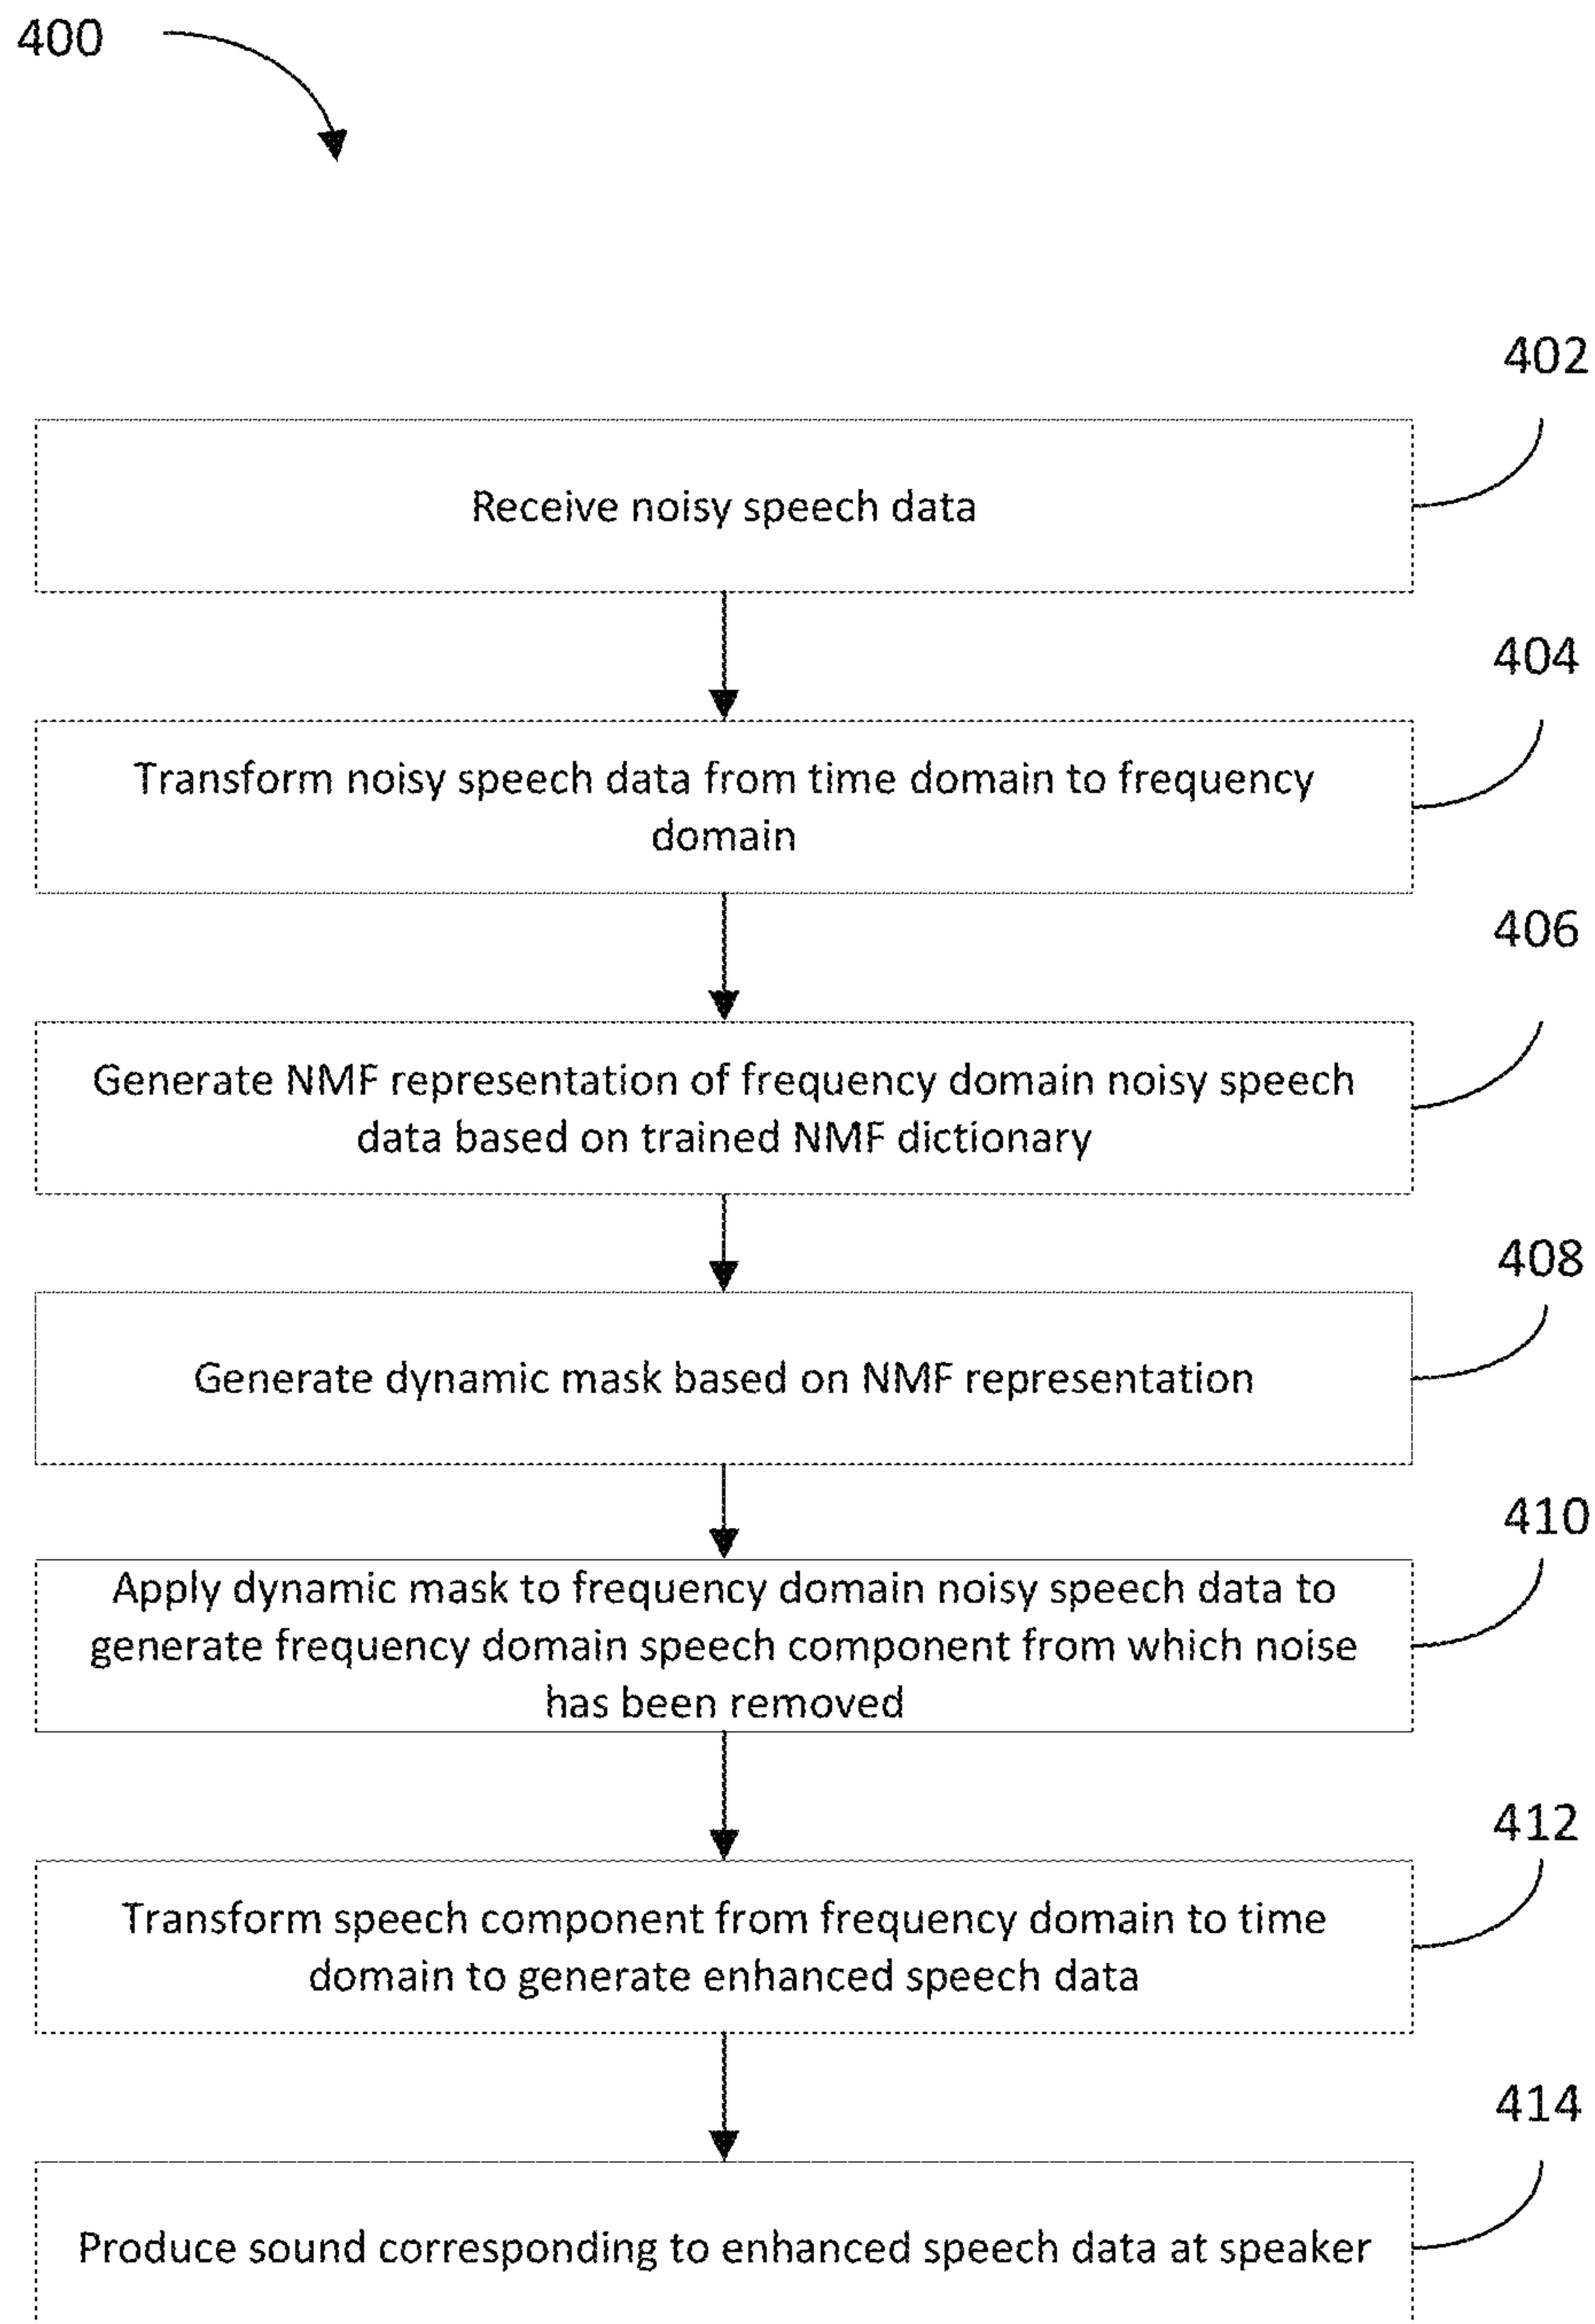 400
402
Receive noisy speech data
404
Transform noisy speech data from time domain to frequency
domain
406
Generate NMF representation of frequency domain noisy speech
data based on trained NMF dictionary
408
Generate dynamic mask based on NMF representation
410
Apply dynamic mask to frequency domain noisy speech data to
generate frequency domain speech component from which noise
has been removed
412
Transform speech component from frequency domain to time
domain to generate enhanced speech data
414
Produce sound corresponding to enhanced speech data at speaker